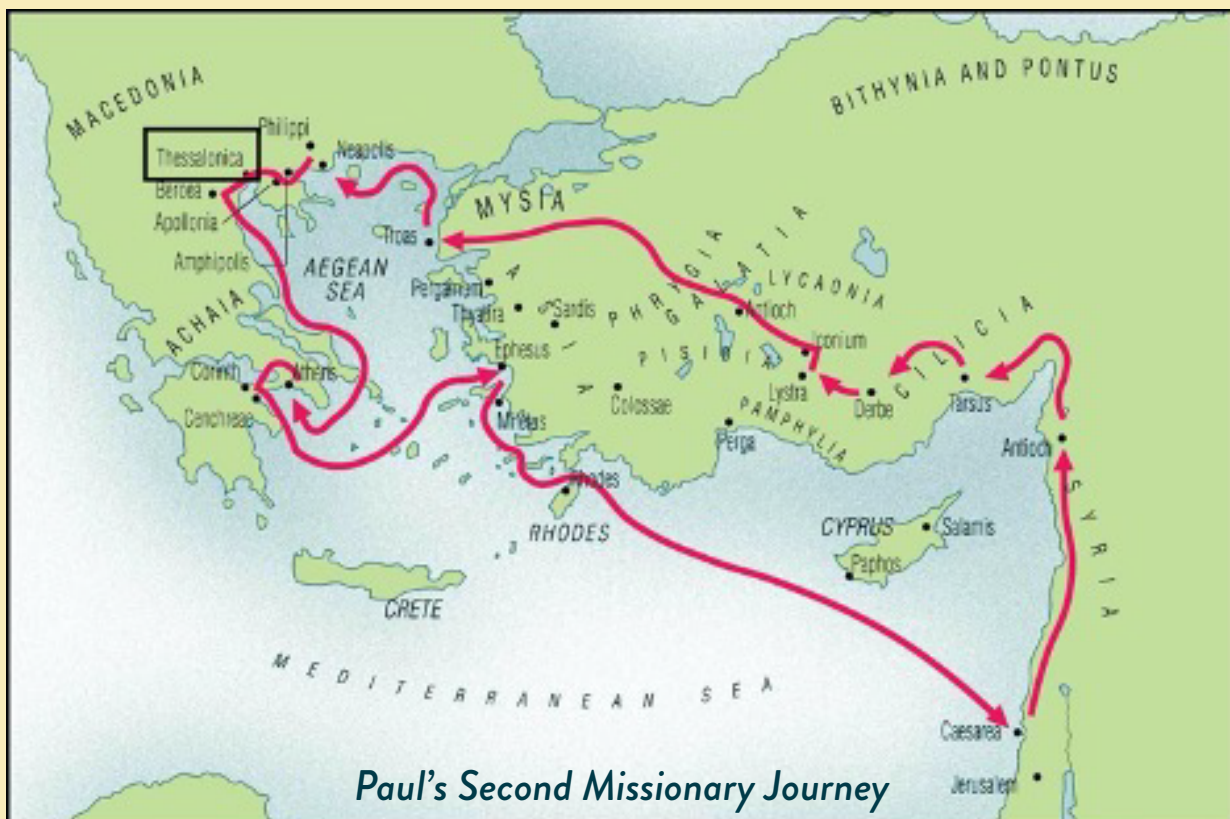 MACEDONIA
BITHYNIA AND PONTUS
Philippi
Thessalonica
Neapolis
Beroea
Apollonia
Amphipolis
MYSIA
Troas
AEGEAN
SEA
Pergamum
Thyatira
Sardis
ASIA
PHRYGIA
GALATIA
LYCAONIA
Antioch
PISIDIA
Iconium
CILICIA
ACHAIA
Corinth
Athens
Cenchreae
Ephesus
Miletus
Colossae
Lystra
Derbe
Tarsus
PAMPHYLIA
Perga
Antioch
SYRIA
Rhodes
RHODES
CYPRUS
Salamis
Paphos
CRETE
MEDITERRANEAN SEA
Caesarea
Jerusalem
Paul's Second Missionary Journey